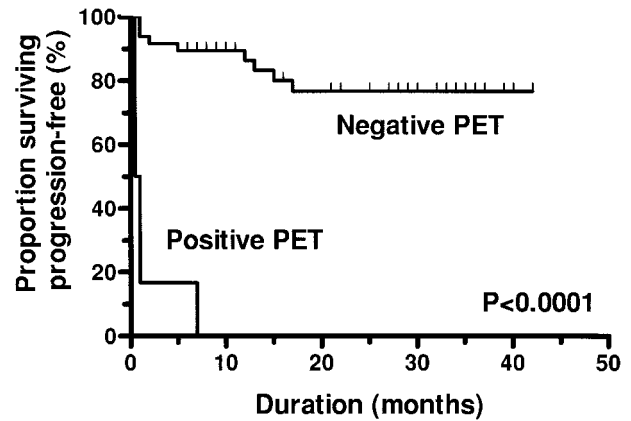 Proportion surviving
progression-free (%)
100
80
60
40
20
0
Negative PET
Positive PET
P<0.0001
0 10 20 30 40 50
Duration (months)